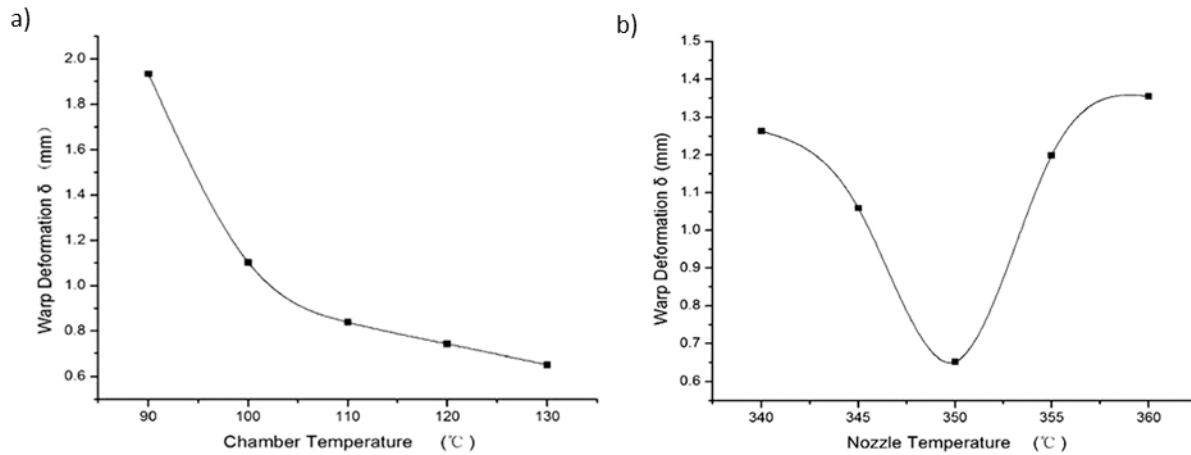 a)
2.0
1.8
1.6
1.4
1.2
1.0
0.8
0.6
Warp Deformation δ (mm)
90 100 110 120 130
Chamber Temperature (℃)
b)
1.5
1.4
1.3
1.2
1.1
1.0
0.9
0.8
0.7
0.6
Warp Deformation δ (mm)
340 345 350 355 360
Nozzle Temperature (℃)